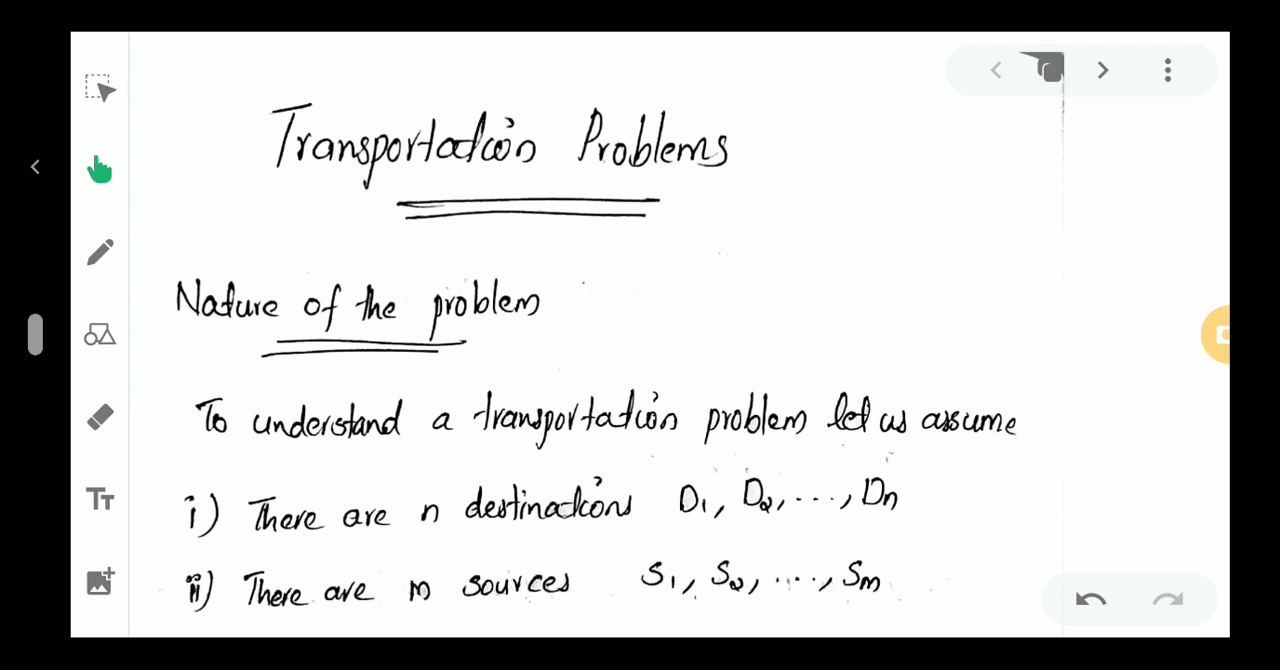 Transportation Problems
Nature of the problem
To understand a transportation problem let us assume
i) There are n destinations D1, D2, ..., Dn
ii) There are m sources S1, S2, ...., Sm
TT